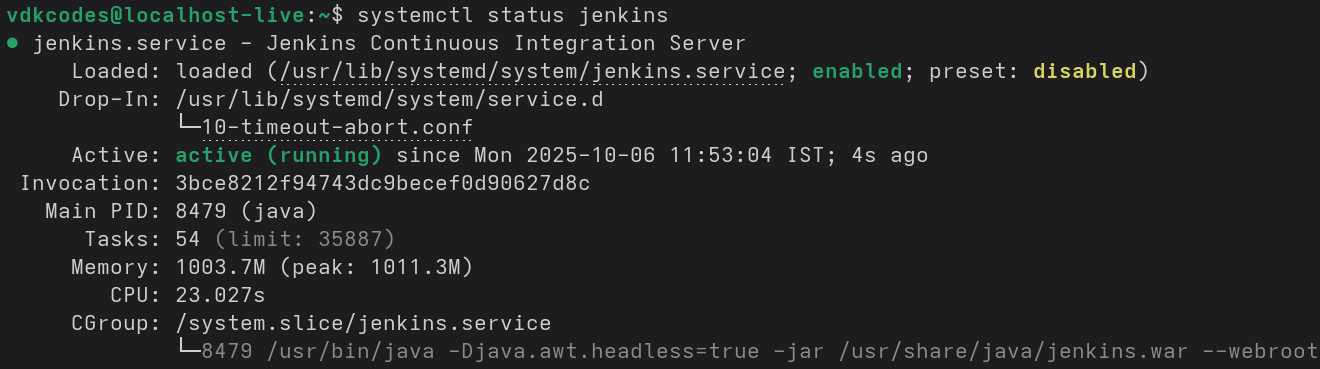 vdkcodes@localhost-live:~$ systemctl status jenkins
● jenkins.service - Jenkins Continuous Integration Server
     Loaded: loaded (/usr/lib/systemd/system/jenkins.service; enabled; preset: disabled)
    Drop-In: /usr/lib/systemd/system/service.d
             └─10-timeout-abort.conf
     Active: active (running) since Mon 2025-10-06 11:53:04 IST; 4s ago
 Invocation: 3bce8212f94743dc9becef0d90627d8c
   Main PID: 8479 (java)
      Tasks: 54 (limit: 35887)
     Memory: 1003.7M (peak: 1011.3M)
        CPU: 23.027s
     CGroup: /system.slice/jenkins.service
             └─8479 /usr/bin/java -Djava.awt.headless=true -jar /usr/share/java/jenkins.war --webroot